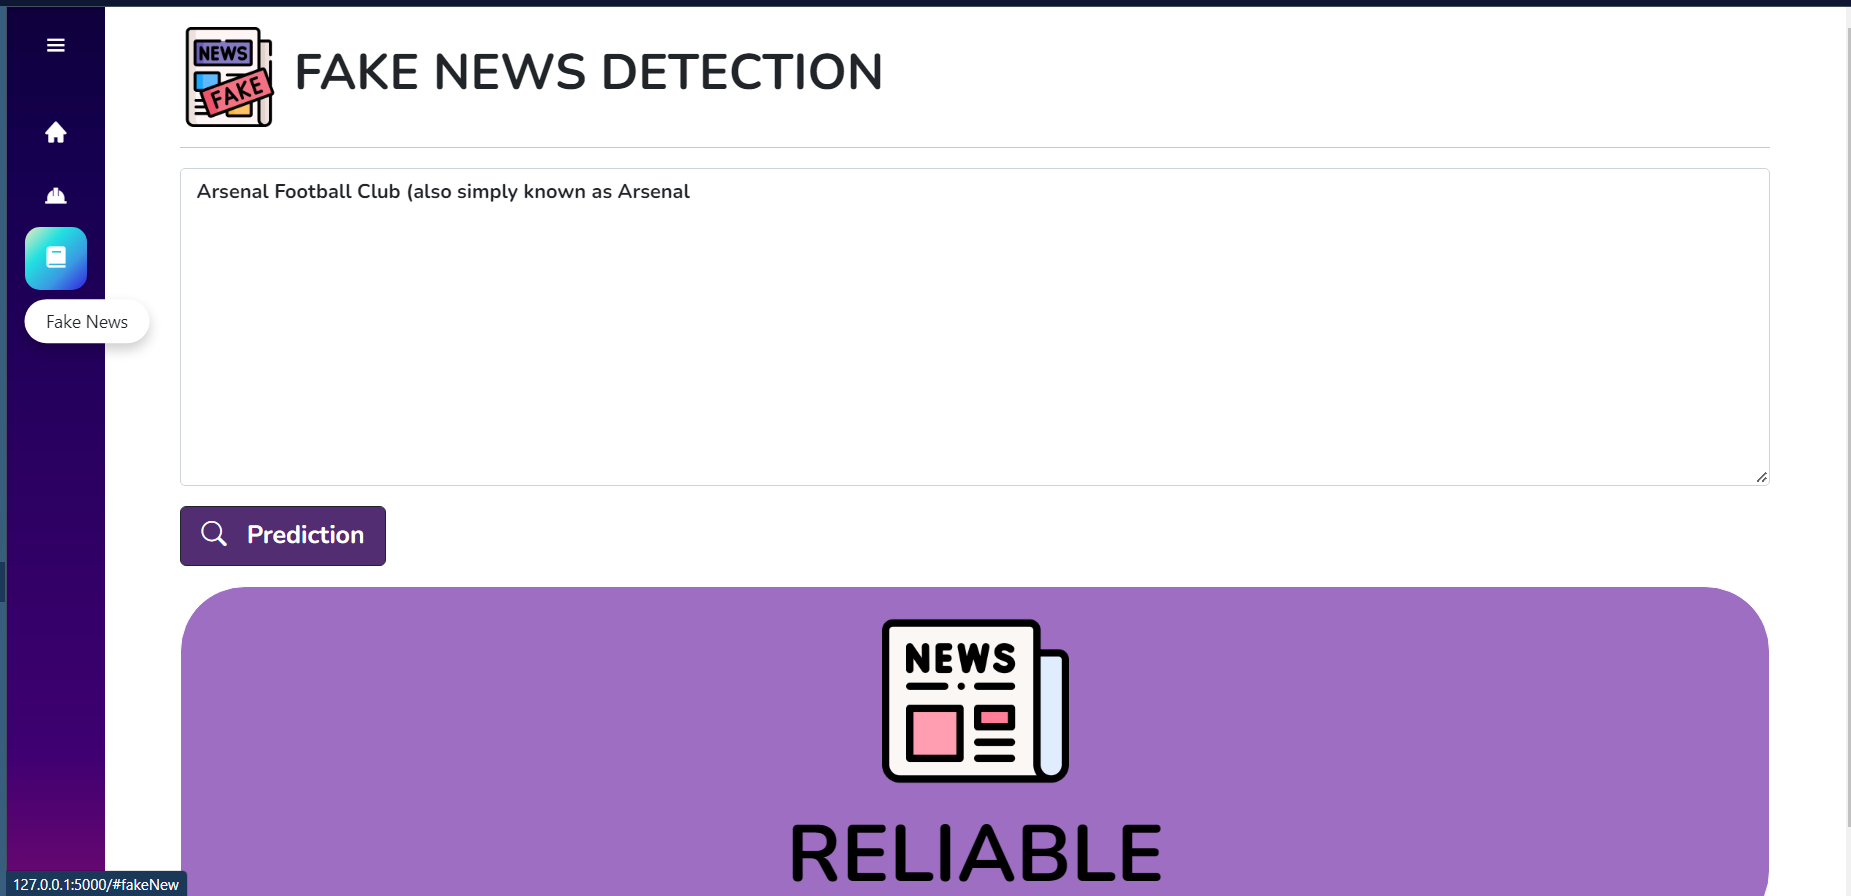 NEWS
FAKE
FAKE NEWS DETECTION
Arsenal Football Club (also simply known as Arsenal
Fake News
Prediction
NEWS
RELIABLE
127.0.0.1:5000/#fakeNew